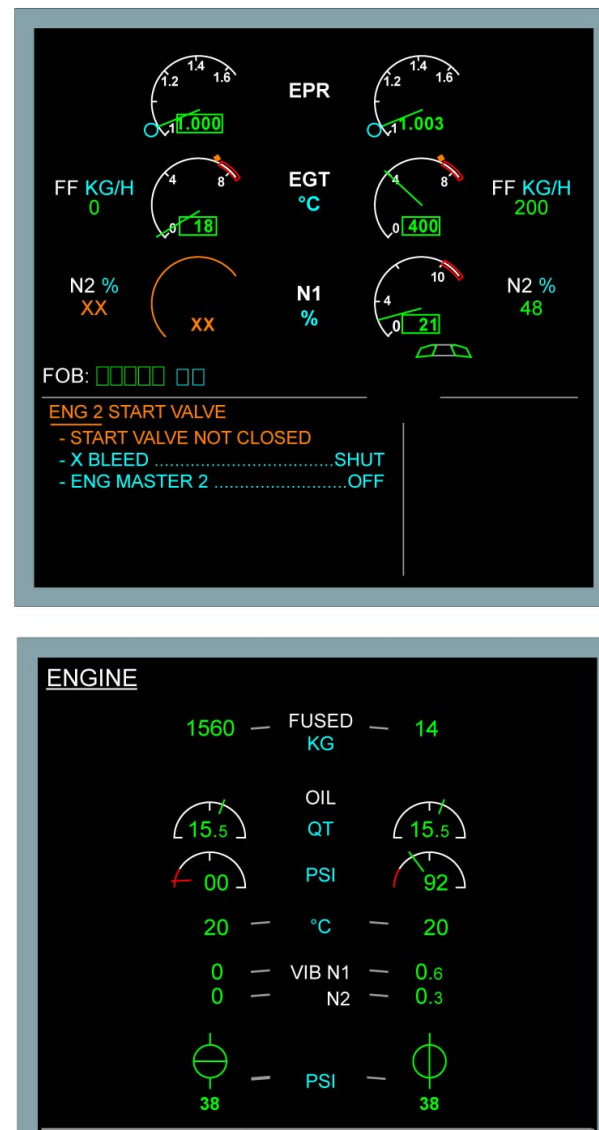 1.2 1.4 1.6 EPR 1.2 1.4 1.6
1 1.000 1 1.003
FF KG/H 4 8 EGT 4 8 FF KG/H
0 0 18 °C 0 400 200
N2 % N1 10 N2 %
XX XX % 4 0 21 48
FOB:
ENG 2 START VALVE
- START VALVE NOT CLOSED
- X BLEED ...................................SHUT
- ENG MASTER 2 ..........................OFF
ENGINE
1560 FUSED 14
KG
OIL
15.5 QT 15.5
00 PSI 92
20 °C 20
0 VIB N1 0.6
0 N2 0.3
PSI
38 38